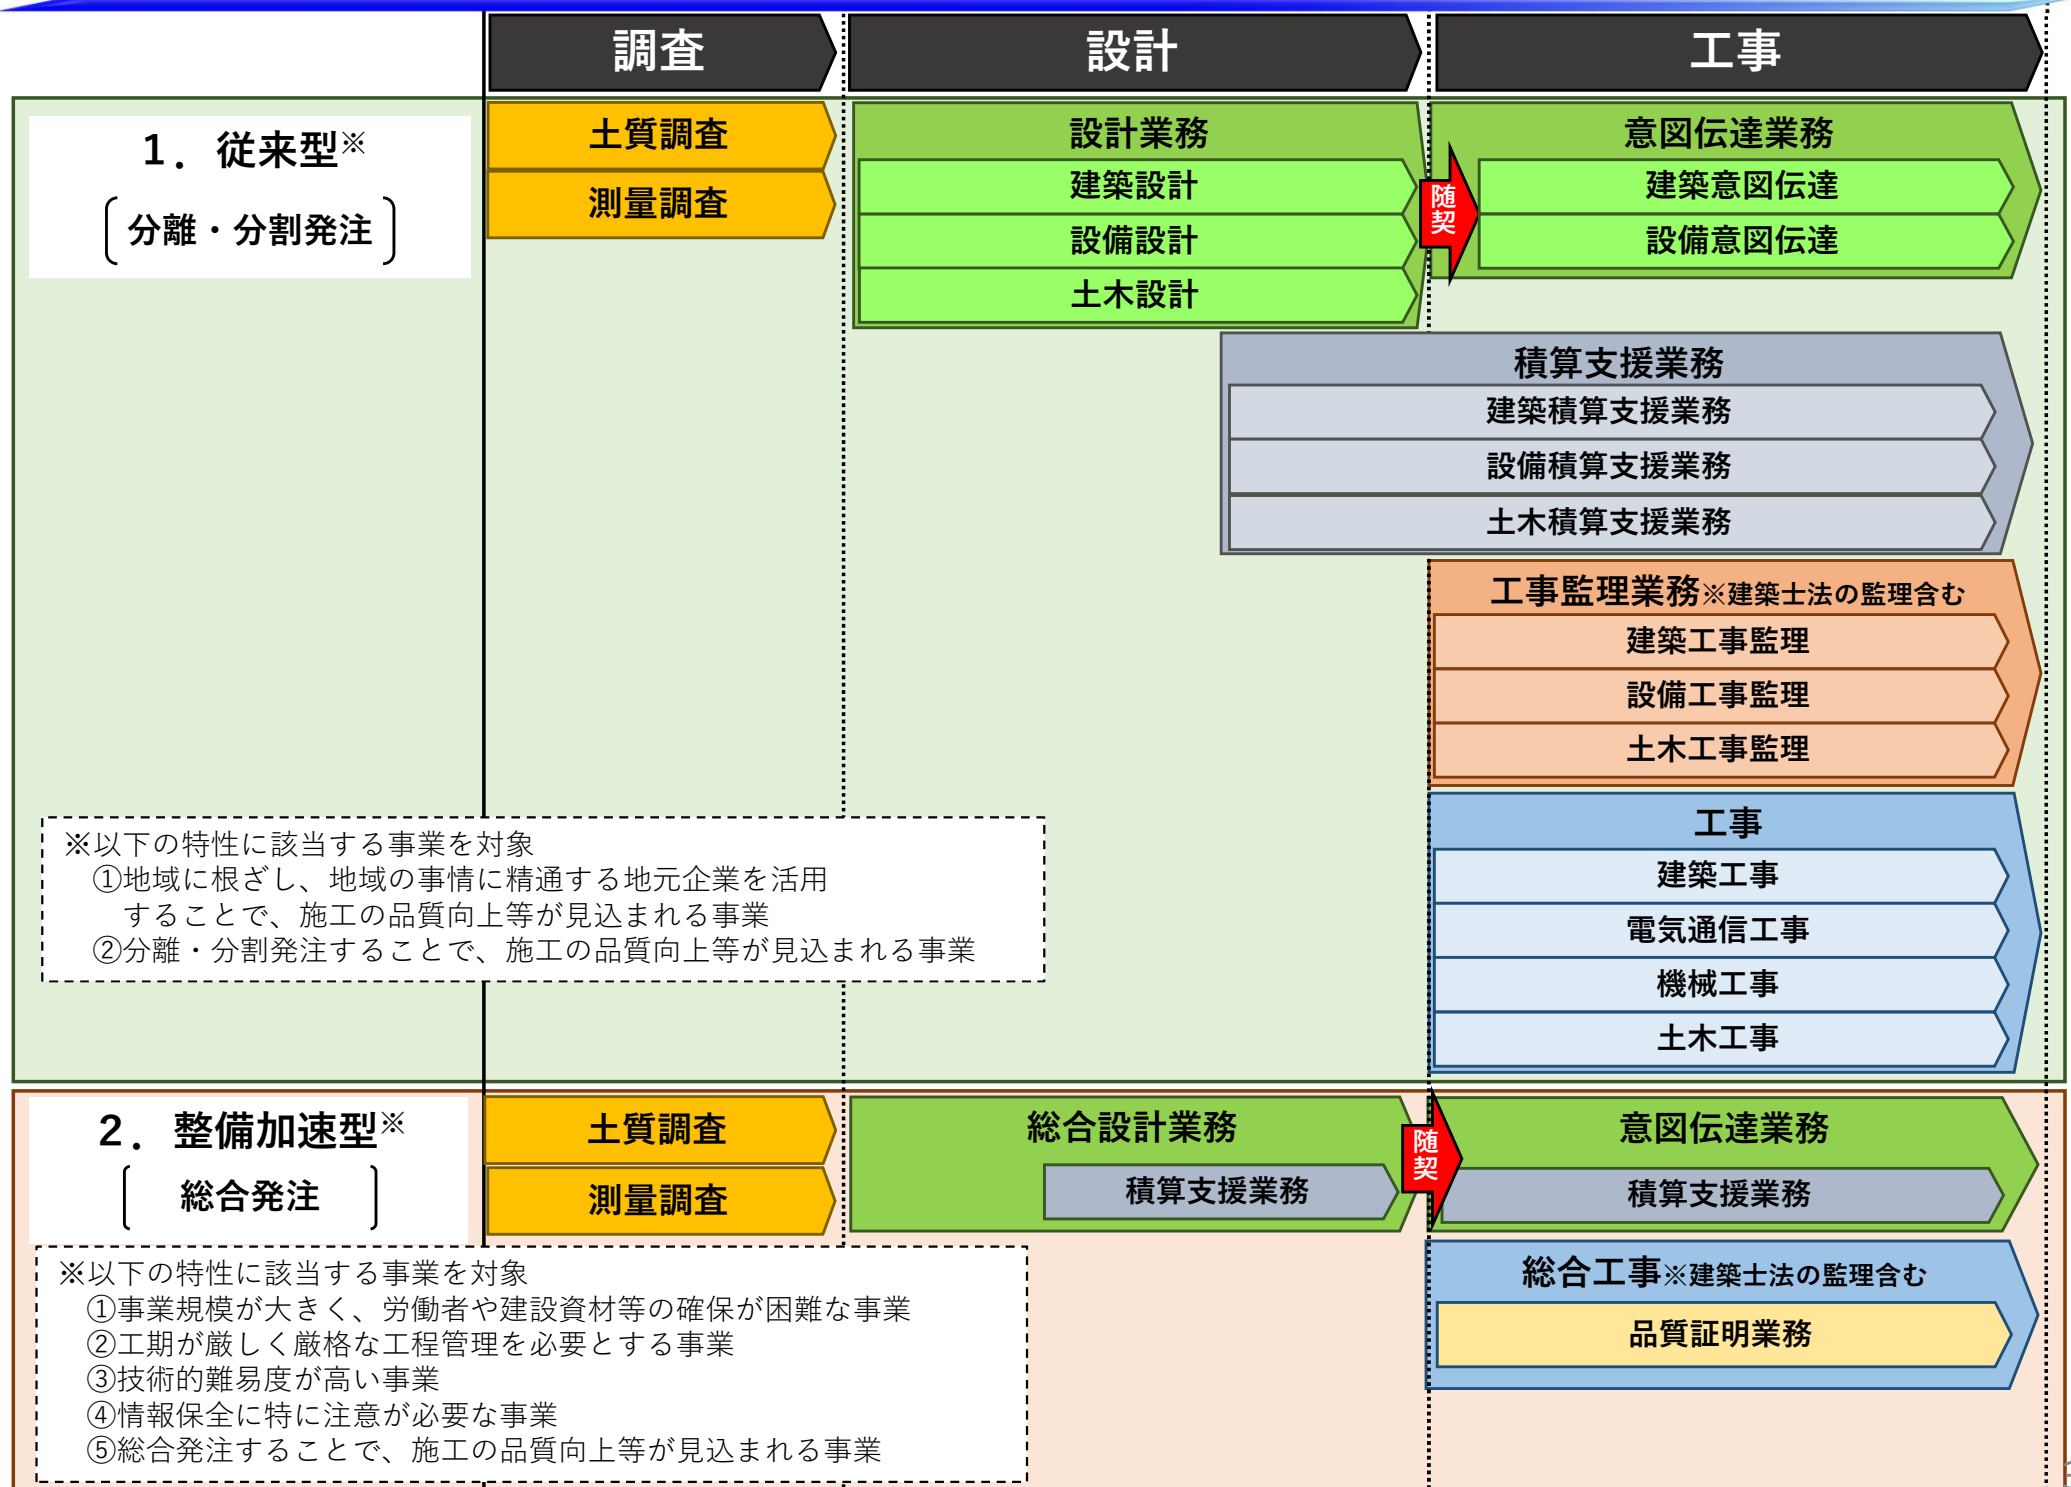 調査
設計
工事
1．従来型※
分離・分割発注
土質調査
測量調査
設計業務
建築設計
設備設計
土木設計
随契
意図伝達業務
建築意図伝達
設備意図伝達
積算支援業務
建築積算支援業務
設備積算支援業務
土木積算支援業務
工事監理業務※建築士法の監理含む
建築工事監理
設備工事監理
土木工事監理
工事
建築工事
電気通信工事
機械工事
土木工事
※以下の特性に該当する事業を対象
①地域に根ざし、地域の事情に精通する地元企業を活用
することで、施工の品質向上等が見込まれる事業
②分離・分割発注することで、施工の品質向上等が見込まれる事業
2．整備加速型※
総合発注
土質調査
測量調査
総合設計業務
積算支援業務
随契
意図伝達業務
積算支援業務
総合工事※建築士法の監理含む
品質証明業務
※以下の特性に該当する事業を対象
①事業規模が大きく、労働者や建設資材等の確保が困難な事業
②工期が厳しく厳格な工程管理を必要とする事業
③技術的難易度が高い事業
④情報保全に特に注意が必要な事業
⑤総合発注することで、施工の品質向上等が見込まれる事業